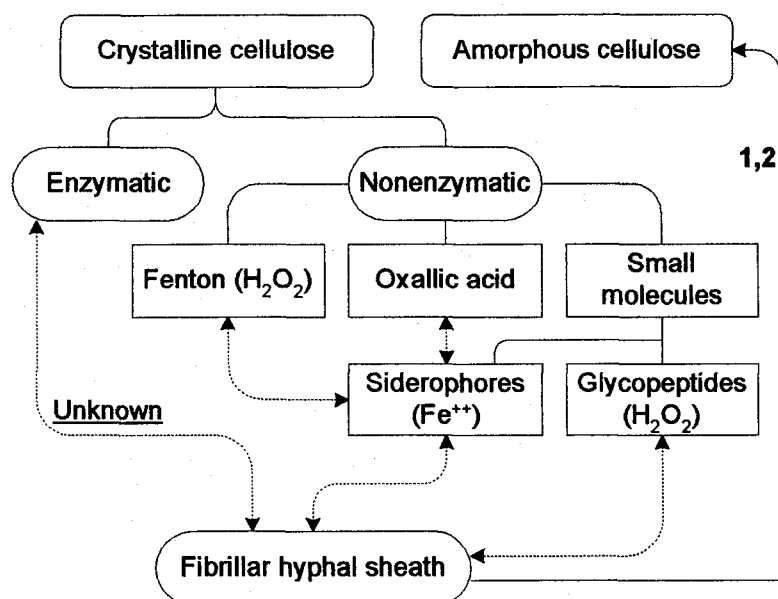 Crystalline cellulose
Amorphous cellulose
1,2
Enzymatic
Nonenzymatic
Fenton (H₂O₂)
Oxallic acid
Small
molecules
Siderophores
(Fe⁺⁺)
Glycopeptides
(H₂O₂)
Unknown
Fibrillar hyphal sheath